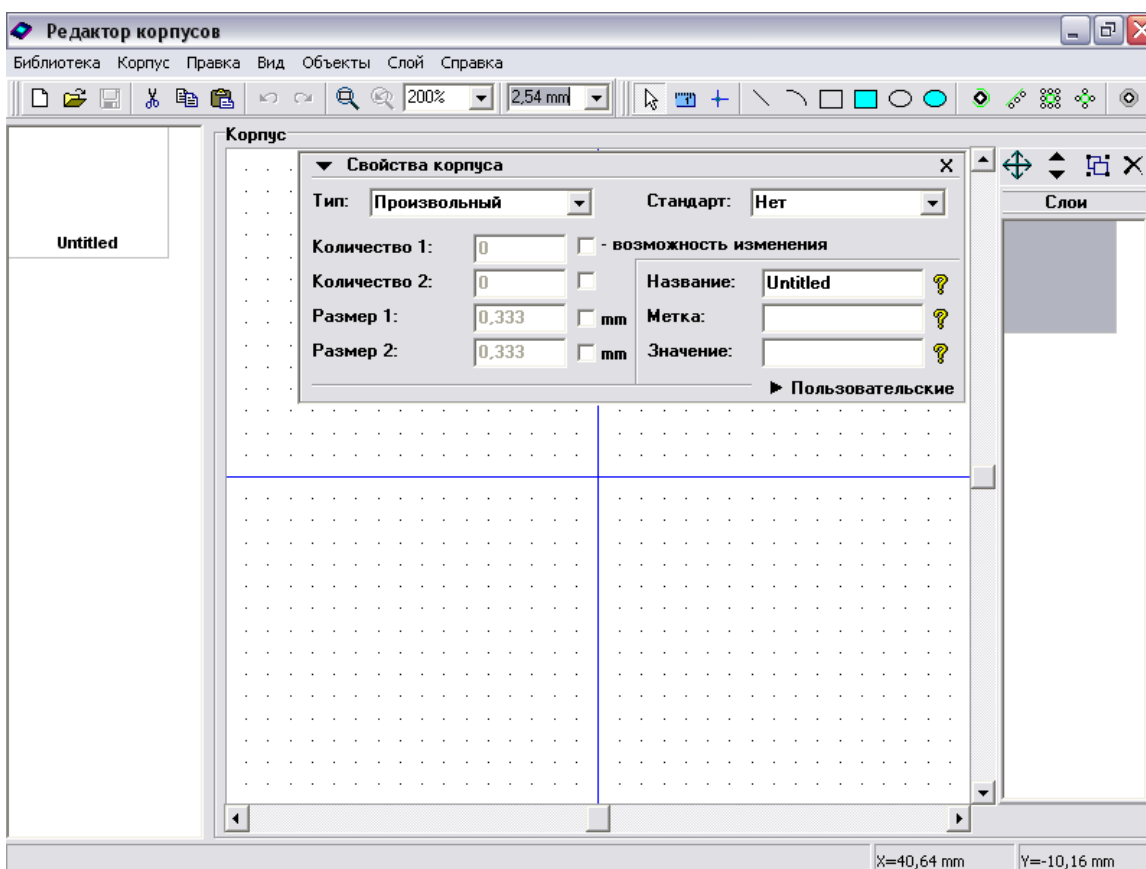 Редактор корпусов
Библиотека Корпус Правка Вид Объекты Слой Справка
200% 2,54 mm
Корпус
Untitled
Свойства корпуса
Тип: Произвольный Стандарт: Нет
Количество 1: 0 - возможность изменения
Количество 2: 0 Название: Untitled
Размер 1: 0,333 mm Метка:
Размер 2: 0,333 mm Значение:
Пользовательские
Слои
X=40,64 mm Y=-10,16 mm